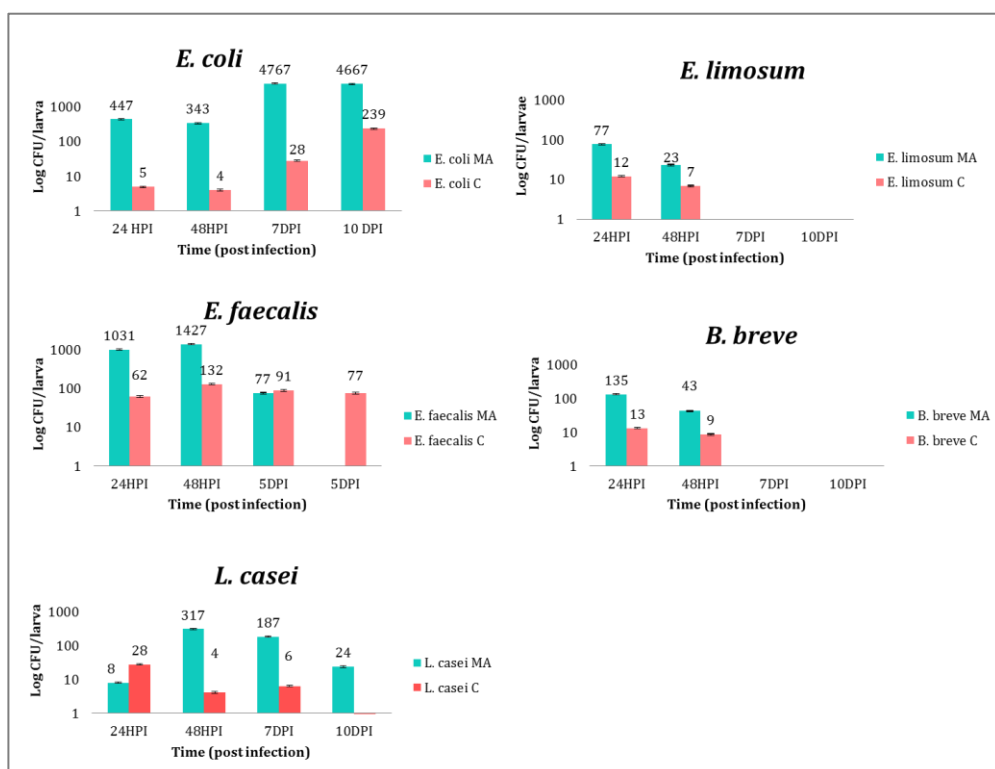 E. coli
4767
4667
447
343
239
28
5
4
1000
100
10
1
Log CFU/larva
24 HPI 48HPI 7DPI 10 DPI
Time (post infection)
E. coli MA
E. coli C
E. limosum
1000
100
10
1
Log CFU/larvae
77
12
23
7
24HPI 48HPI 7DPI 10DPI
Time (post infection)
E. limosum MA
E. limosum C
E. faecalis
1031
1427
62
132
77 91
77
1000
100
10
1
Log CFU/larva
24HPI 48HPI 5DPI 5DPI
Time (post infection)
E. faecalis MA
E. faecalis C
B. breve
1000
100
10
1
Log CFU/larva
135
13
43
9
24HPI 48HPI 7DPI 10DPI
Time (post infection)
B. breve MA
B. breve C
L. casei
1000
100
10
1
Log CFU/larva
8
28
317
4
187
6
24
24HPI 48HPI 7DPI 10DPI
Time (post infection)
L. casei MA
L. casei C